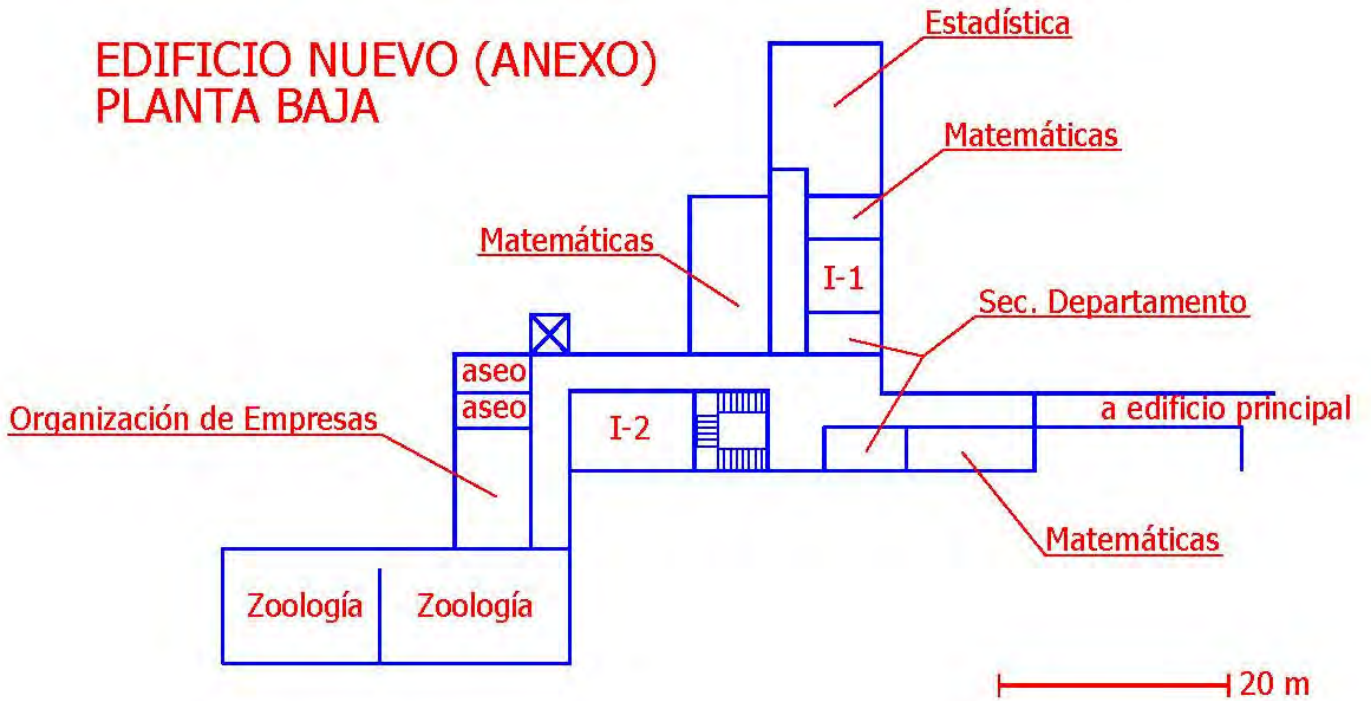 EDIFICIO NUEVO (ANEXO)
PLANTA BAJA
Estadística
Matemáticas
Matemáticas
I-1
Sec. Departamento
aseo
aseo
Organización de Empresas
I-2
a edificio principal
Matemáticas
Zoología
Zoología
20 m